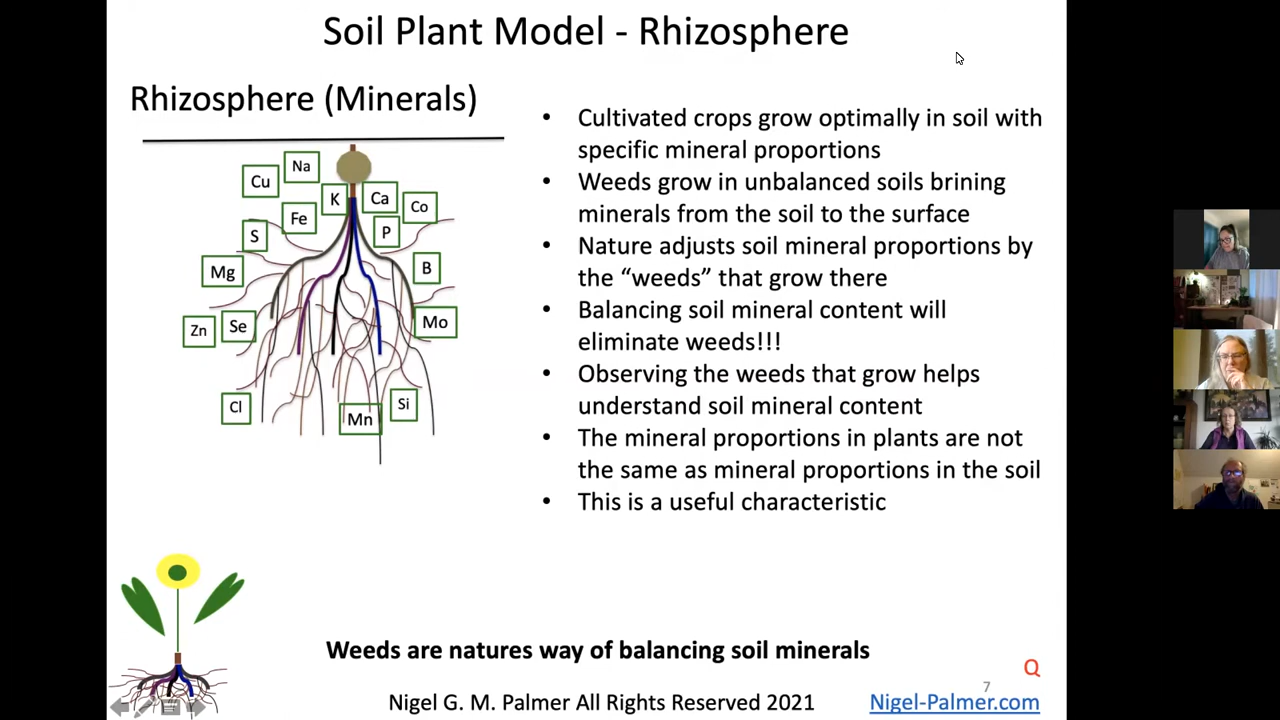 Soil Plant Model - Rhizosphere
Rhizosphere (Minerals)
Cu
Na
K
Ca
Co
Fe
S
P
Mg
B
Zn
Se
Mo
Cl
Mn
Si
• Cultivated crops grow optimally in soil with
specific mineral proportions
• Weeds grow in unbalanced soils brining
minerals from the soil to the surface
• Nature adjusts soil mineral proportions by
the “weeds” that grow there
• Balancing soil mineral content will
eliminate weeds!!!
• Observing the weeds that grow helps
understand soil mineral content
• The mineral proportions in plants are not
the same as mineral proportions in the soil
• This is a useful characteristic
Weeds are natures way of balancing soil minerals
Q
7
Nigel G. M. Palmer All Rights Reserved 2021
Nigel-Palmer.com